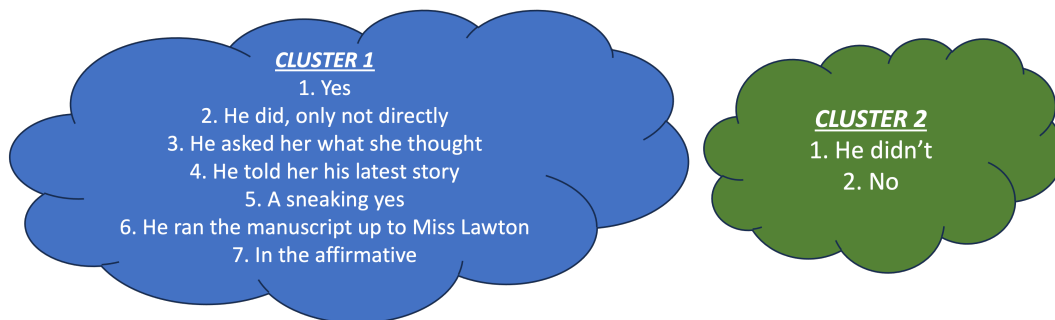 CLUSTER 1
1. Yes
2. He did, only not directly
3. He asked her what she thought
4. He told her his latest story
5. A sneaking yes
6. He ran the manuscript up to Miss Lawton
7. In the affirmative
CLUSTER 2
1. He didn’t
2. No